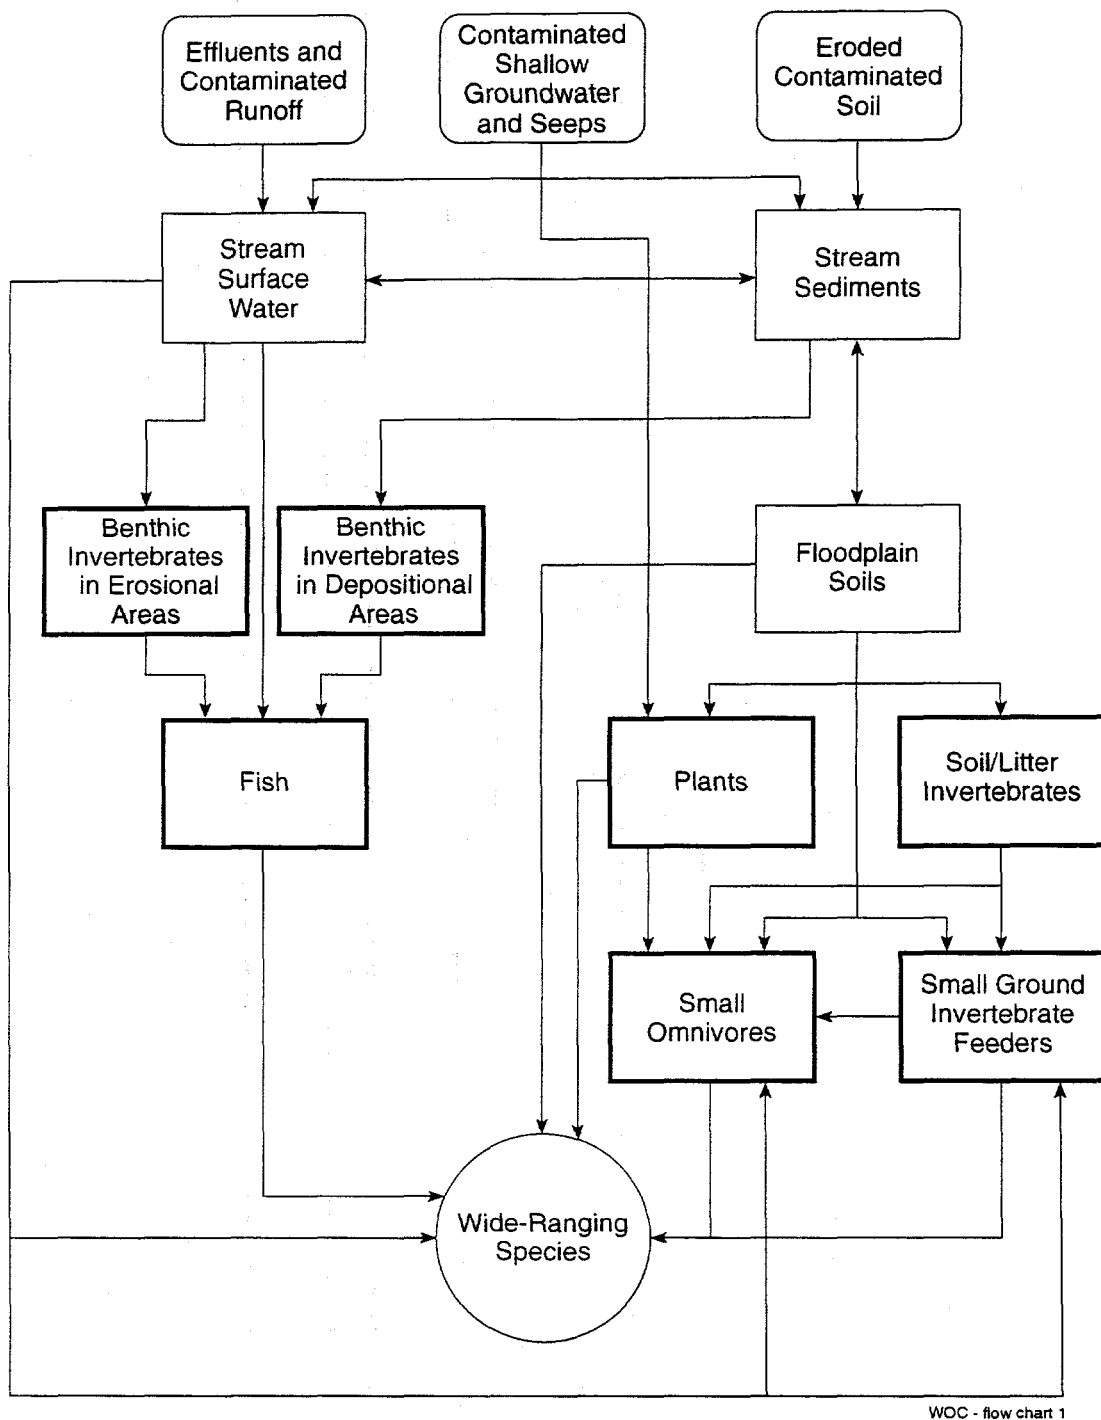 Effluents and
Contaminated
Runoff
Contaminated
Shallow
Groundwater
and Seeps
Eroded
Contaminated
Soil
Stream
Surface
Water
Stream
Sediments
Benthic
Invertebrates
in Erosional
Areas
Benthic
Invertebrates
in Depositional
Areas
Floodplain
Soils
Fish
Plants
Soil/Litter
Invertebrates
Small
Omnivores
Small Ground
Invertebrate
Feeders
Wide-Ranging
Species
WOC - flow chart 1